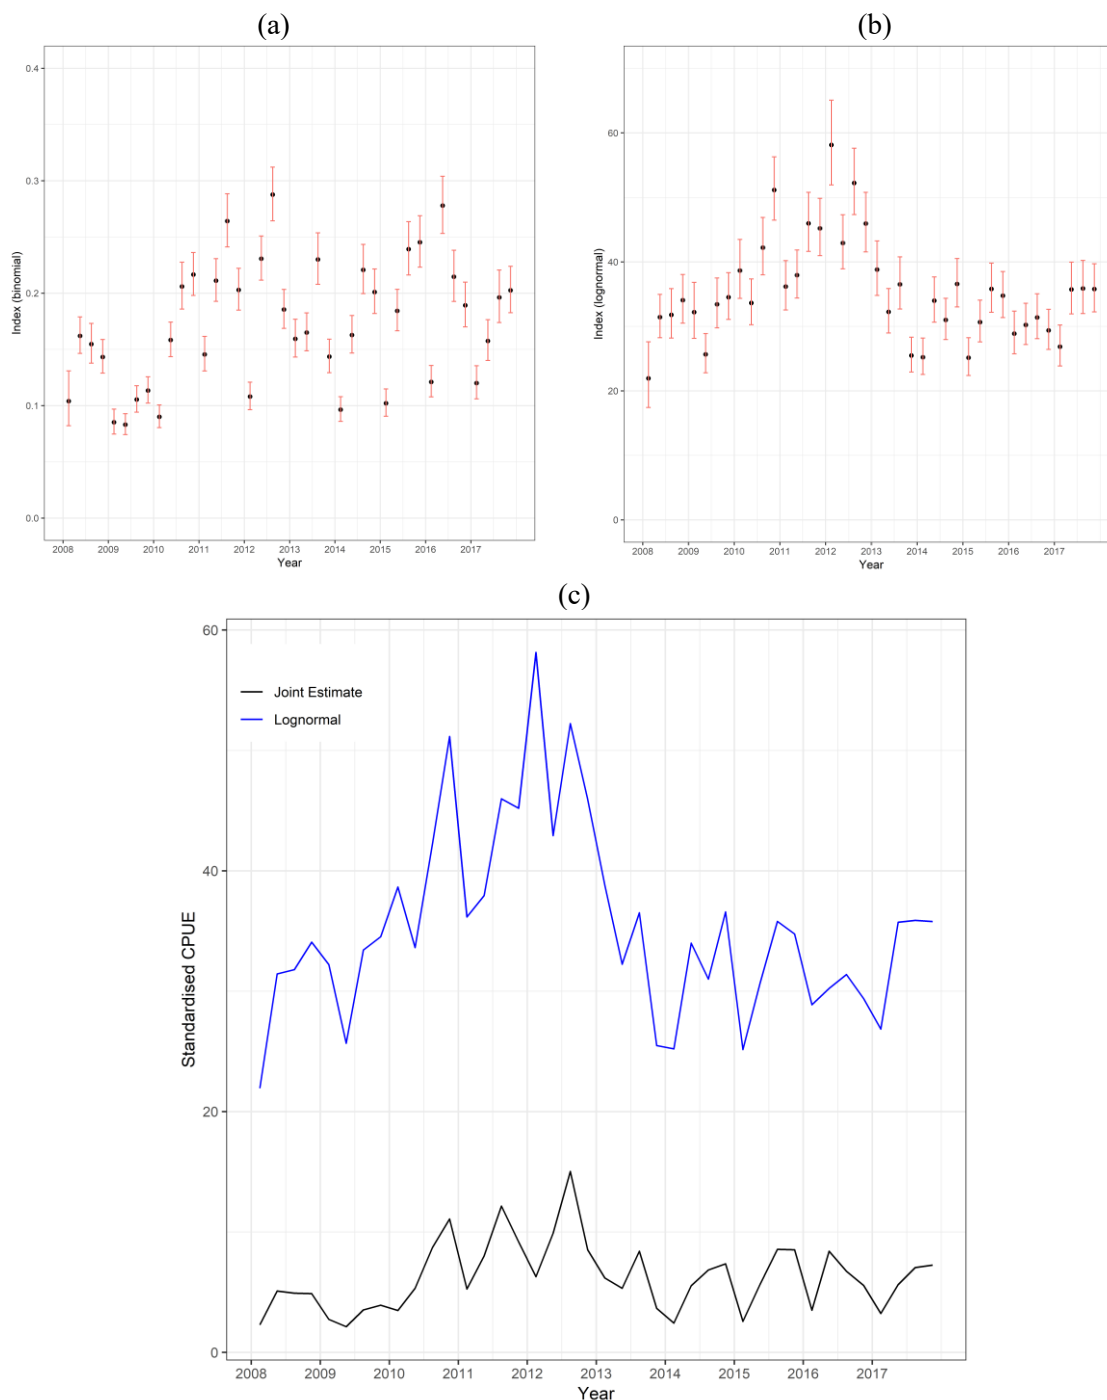 (a)
(b)
0.4
0.3
0.2
0.1
0.0
Index (binomial)
2008 2009 2010 2011 2012 2013 2014 2015 2016 2017
Year
60
40
20
0
Index (lognormal)
2008 2009 2010 2011 2012 2013 2014 2015 2016 2017
Year
(c)
60
40
20
0
Standardised CPUE
Joint Estimate
Lognormal
2008 2009 2010 2011 2012 2013 2014 2015 2016 2017
Year